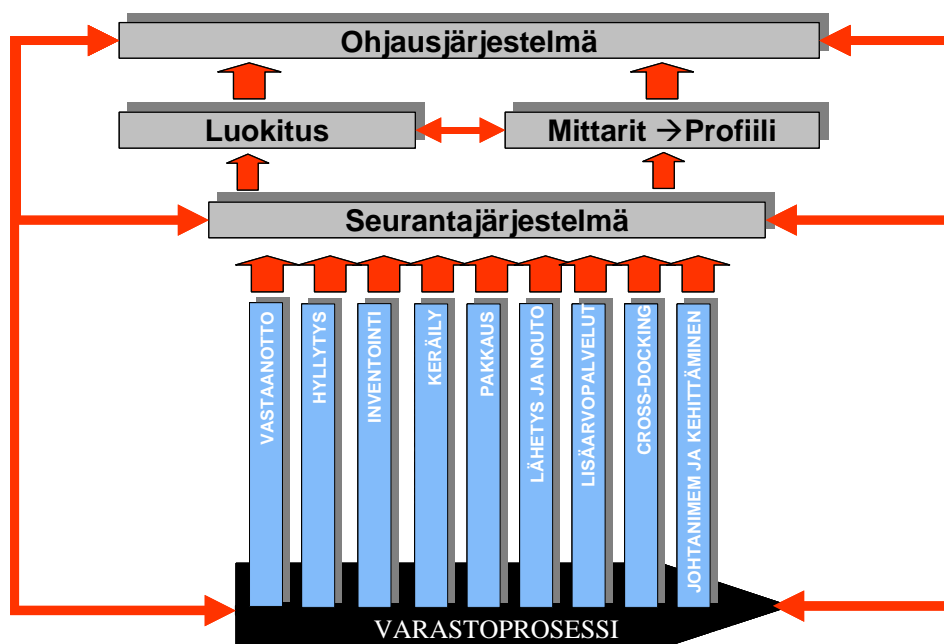 Ohjausjärjestelmä
Luokitus
Mittarit →Profiili
Seurantajärjestelmä
VASTAANOTTO
HYLLYTYS
INVENTOINTI
KERÄILY
PAKKAUS
LÄHETYS JA NOUTO
LISÄARVOPALVELUT
CROSS-DOCKING
JOHTANIMEM JA KEHITTÄMINEN
VARASTOPROSESSI